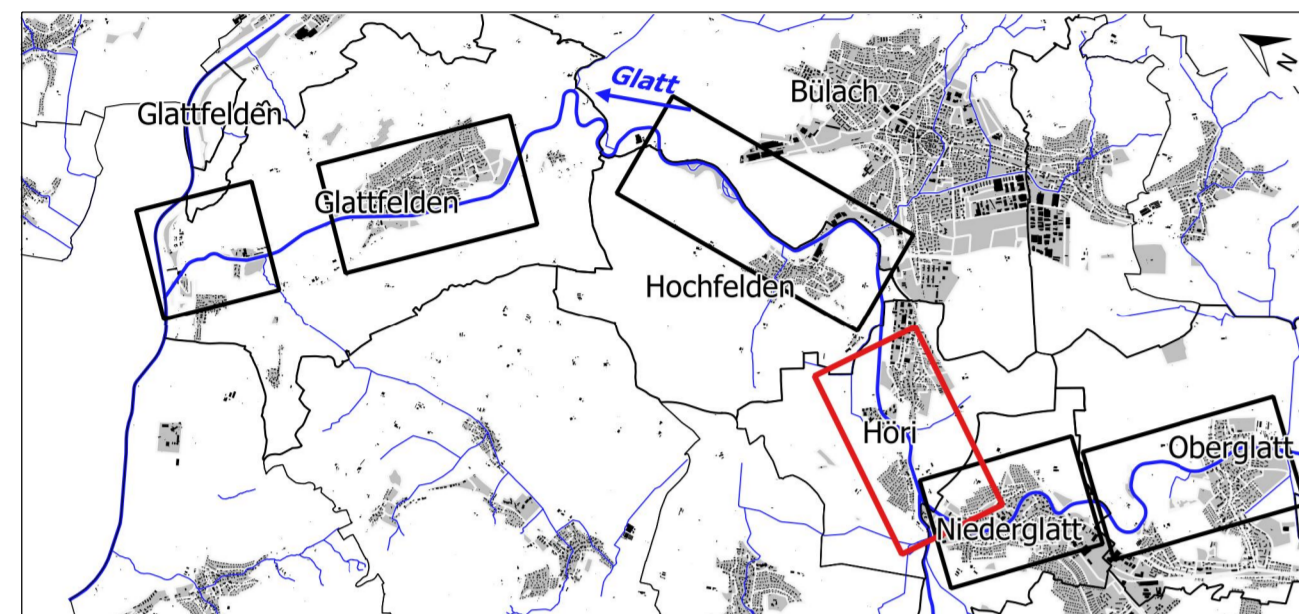 Glatt
Bülach
N
Glattfelden
Glattfelden
Hochfelden
Höri
Oberglatt
Niederglatt